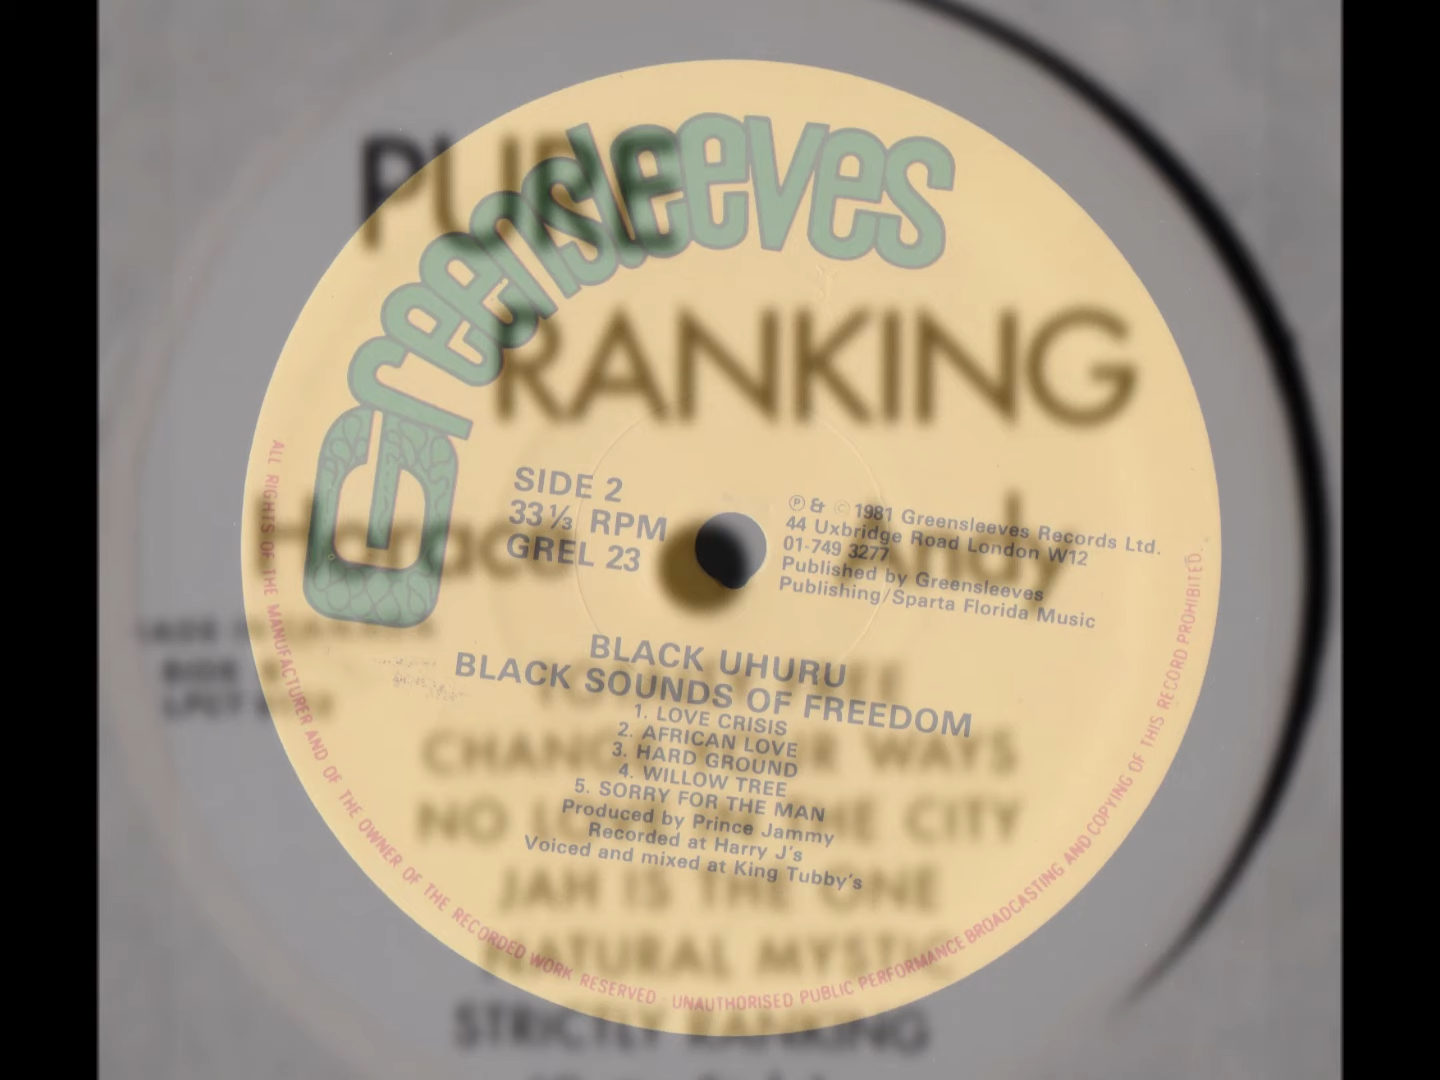 Greensleeves
PURE
RANKING
Horace Andy
SIDE 2
33⅓ RPM
GREL 23
Ⓟ & © 1981 Greensleeves Records Ltd.
44 Uxbridge Road London W12
01-749 3277
Published by Greensleeves
Publishing/Sparta Florida Music
BLACK UHURU
BLACK SOUNDS OF FREEDOM
1. LOVE CRISIS
2. AFRICAN LOVE
3. HARD GROUND
4. WILLOW TREE
5. SORRY FOR THE MAN
Produced by Prince Jammy
Recorded at Harry J's
Voiced and mixed at King Tubby's
WAYS
NO IN THE CITY
JAH IS THE ONE
NATURAL MYSTIC
STRICTLY RANKING
ALL RIGHTS OF THE MANUFACTURER AND OF THE OWNER OF THE RECORDED WORK RESERVED. UNAUTHORISED PUBLIC PERFORMANCE BROADCASTING AND COPYING OF THIS RECORD PROHIBITED.